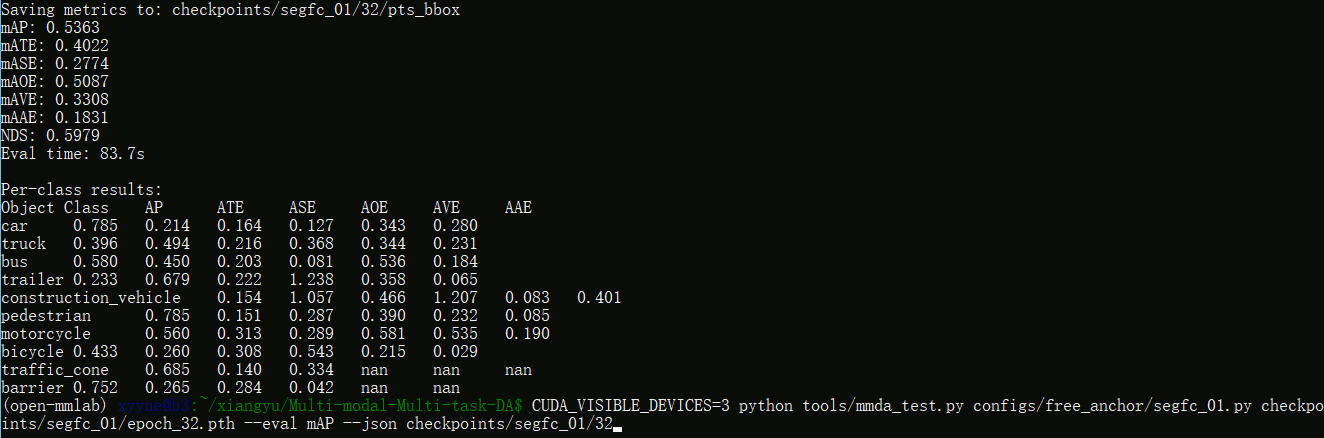 Saving metrics to: checkpoints/segfc_01/32/pts_bbox
mAP: 0.5363
mATE: 0.4022
mASE: 0.2774
mAOE: 0.5087
mAVE: 0.3308
mAAE: 0.1831
NDS: 0.5979
Eval time: 83.7s
Per-class results:
Object Class AP ATE ASE AOE AVE AAE
car 0.785 0.214 0.164 0.127 0.343 0.280
truck 0.396 0.494 0.216 0.368 0.344 0.231
bus 0.580 0.450 0.203 0.081 0.536 0.184
trailer 0.233 0.679 0.222 1.238 0.358 0.065
construction_vehicle 0.154 1.057 0.466 1.207 0.083 0.401
pedestrian 0.785 0.151 0.287 0.390 0.232 0.085
motorcycle 0.560 0.313 0.289 0.581 0.535 0.190
bicycle 0.433 0.260 0.308 0.543 0.215 0.029
traffic_cone 0.685 0.140 0.334 nan nan nan
barrier 0.752 0.265 0.284 0.042 nan nan
(open-mmlab) xyyue@b3:~/xiangyu/Multi-modal-Multi-task-DA$ CUDA_VISIBLE_DEVICES=3 python tools/mmda_test.py configs/free_anchor/segfc_01.py checkpo
ints/segfc_01/epoch_32.pth --eval mAP --json checkpoints/segfc_01/32